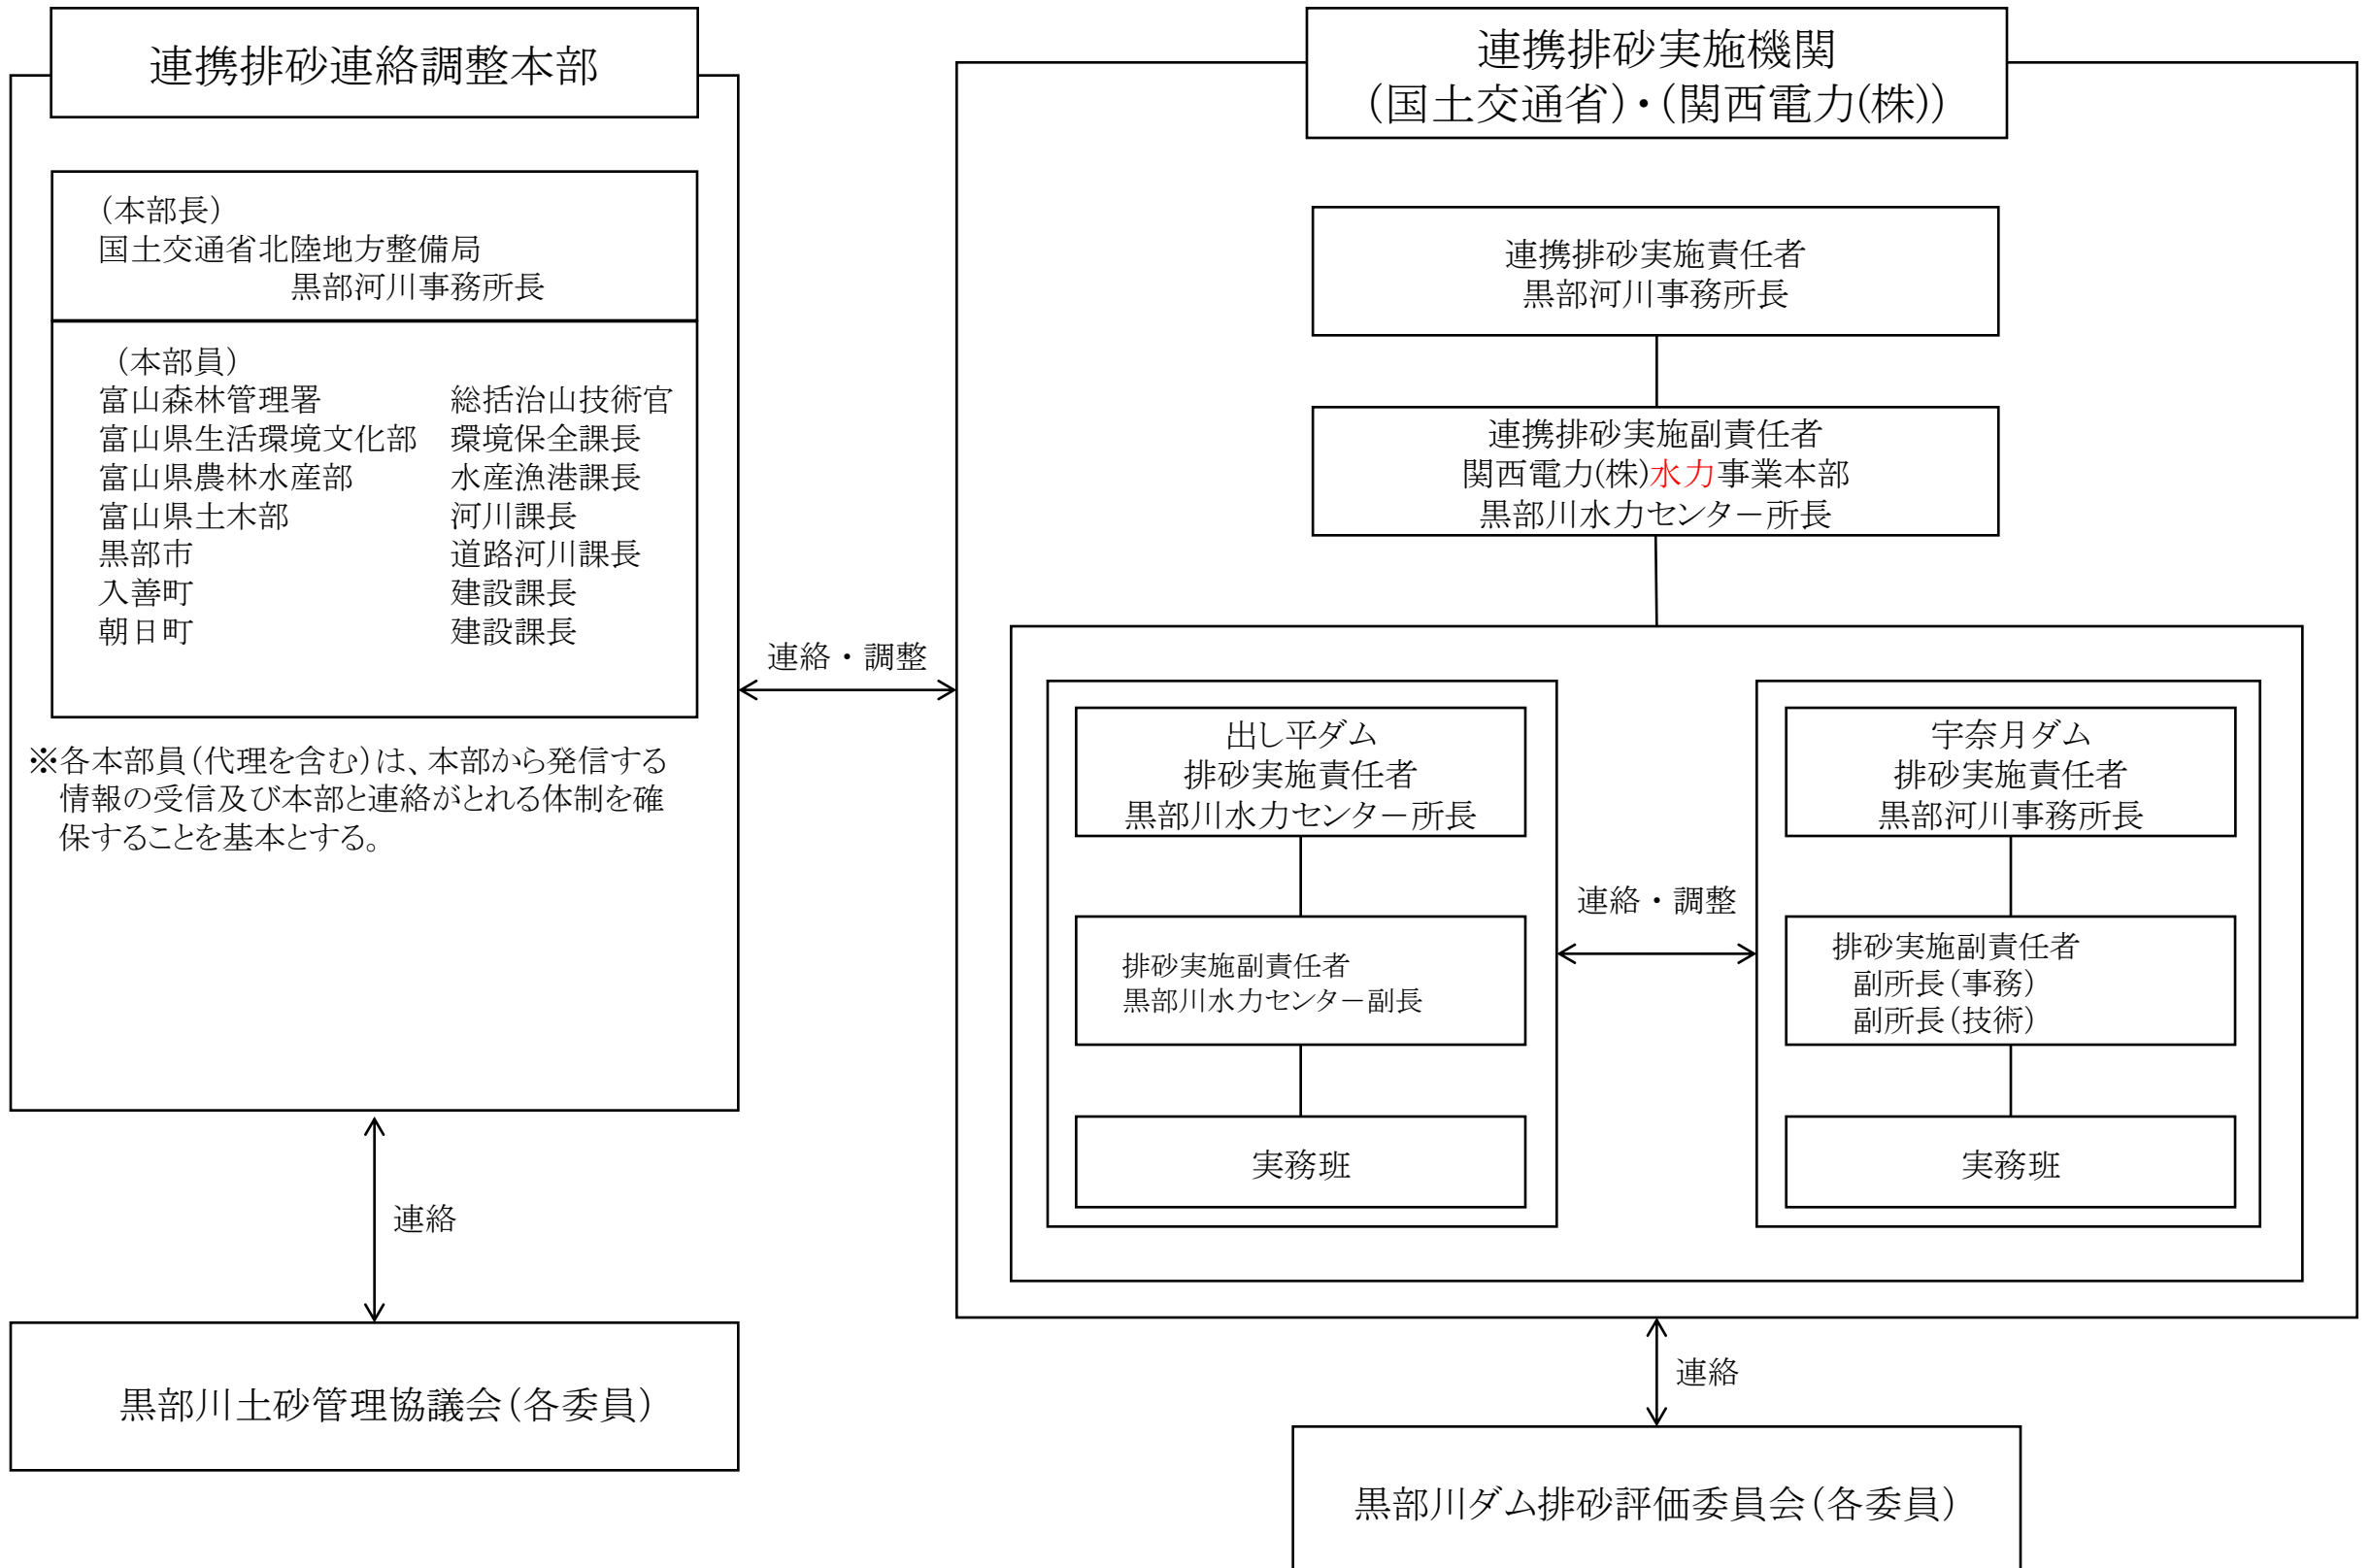 連携排砂連絡調整本部
(本部長)
国土交通省北陸地方整備局
黒部河川事務所長
(本部員)
富山森林管理署 総括治山技術官
富山県生活環境文化部 環境保全課長
富山県農林水産部 水産漁港課長
富山県土木部 河川課長
黒部市 道路河川課長
入善町 建設課長
朝日町 建設課長
※各本部員(代理を含む)は、本部から発信する
情報の受信及び本部と連絡がとれる体制を確
保することを基本とする。
連絡
黒部川土砂管理協議会(各委員)
連絡・調整
連携排砂実施機関
(国土交通省)・(関西電力(株))
連携排砂実施責任者
黒部河川事務所長
連携排砂実施副責任者
関西電力(株)水力事業本部
黒部川水力センター所長
出し平ダム
排砂実施責任者
黒部川水力センター所長
排砂実施副責任者
黒部川水力センター副長
実務班
連絡・調整
宇奈月ダム
排砂実施責任者
黒部河川事務所長
排砂実施副責任者
副所長(事務)
副所長(技術)
実務班
連絡
黒部川ダム排砂評価委員会(各委員)